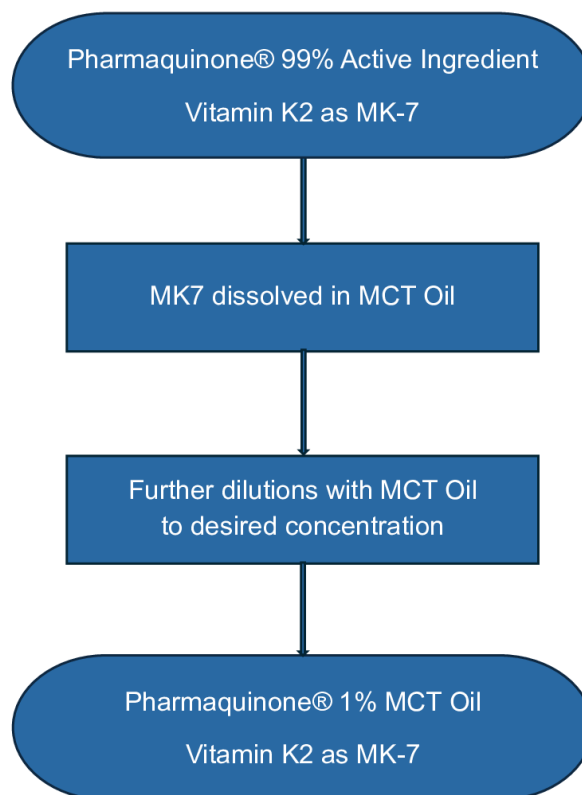 Pharmaquinone® 99% Active Ingredient
Vitamin K2 as MK-7
MK7 dissolved in MCT Oil
Further dilutions with MCT Oil
to desired concentration
Pharmaquinone® 1% MCT Oil
Vitamin K2 as MK-7